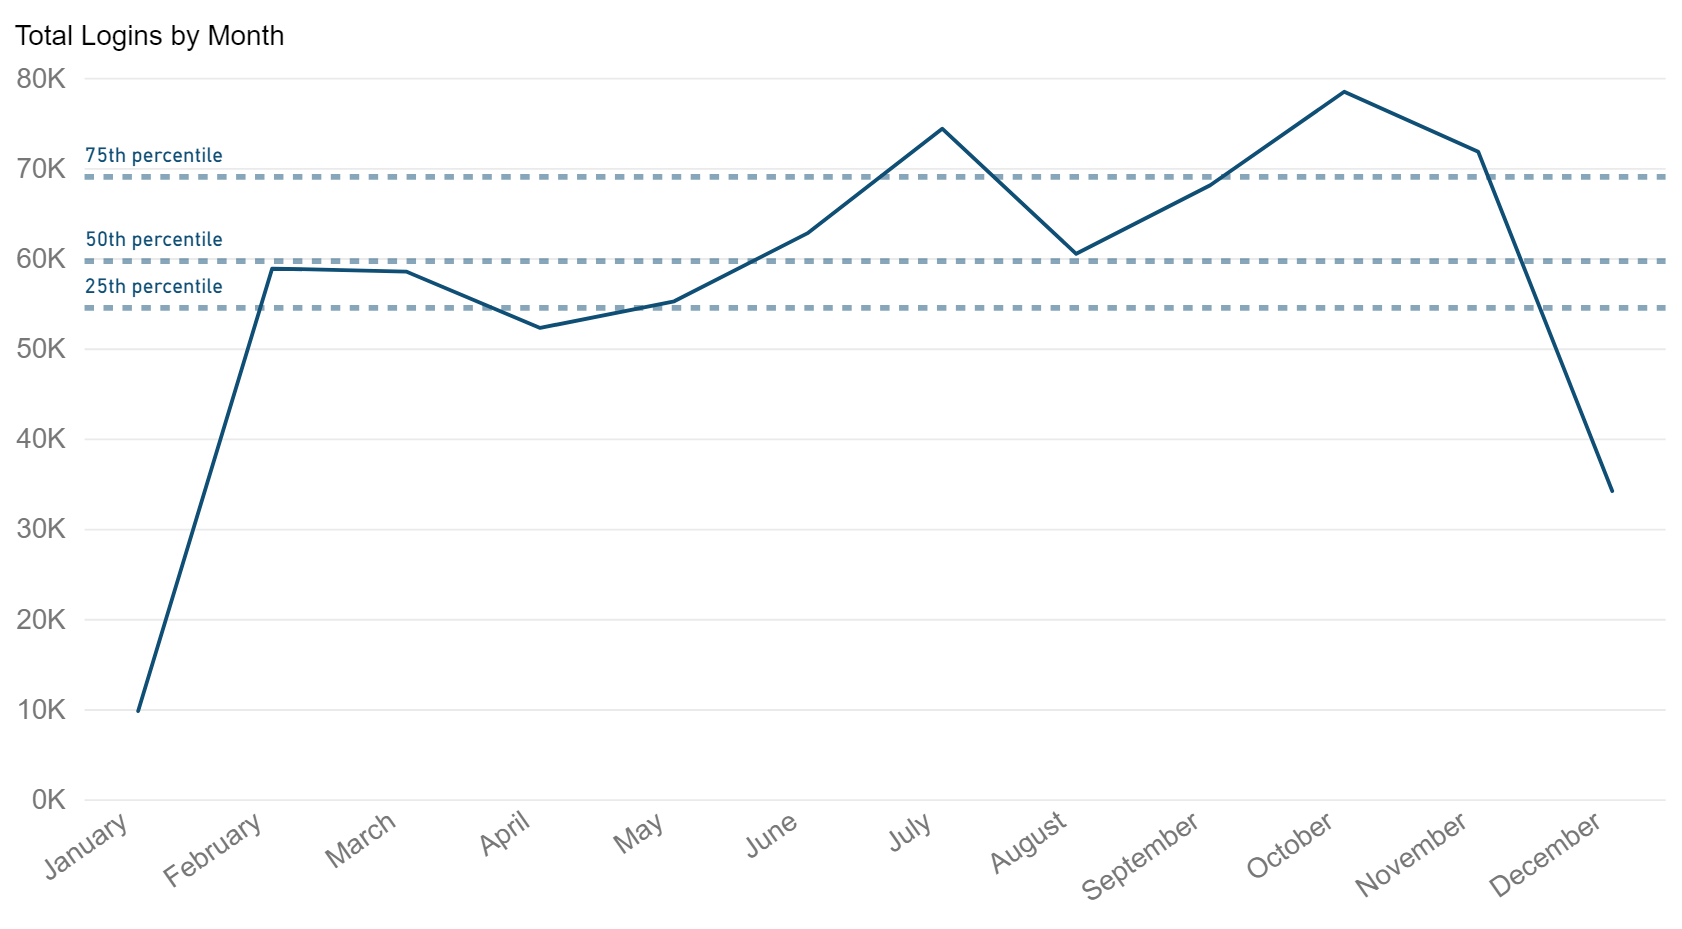 Total Logins by Month
80K
75th percentile
70K
50th percentile
60K
25th percentile
50K
40K
30K
20K
10K
0K
January
February
March
April
May
June
July
August
September
October
November
December